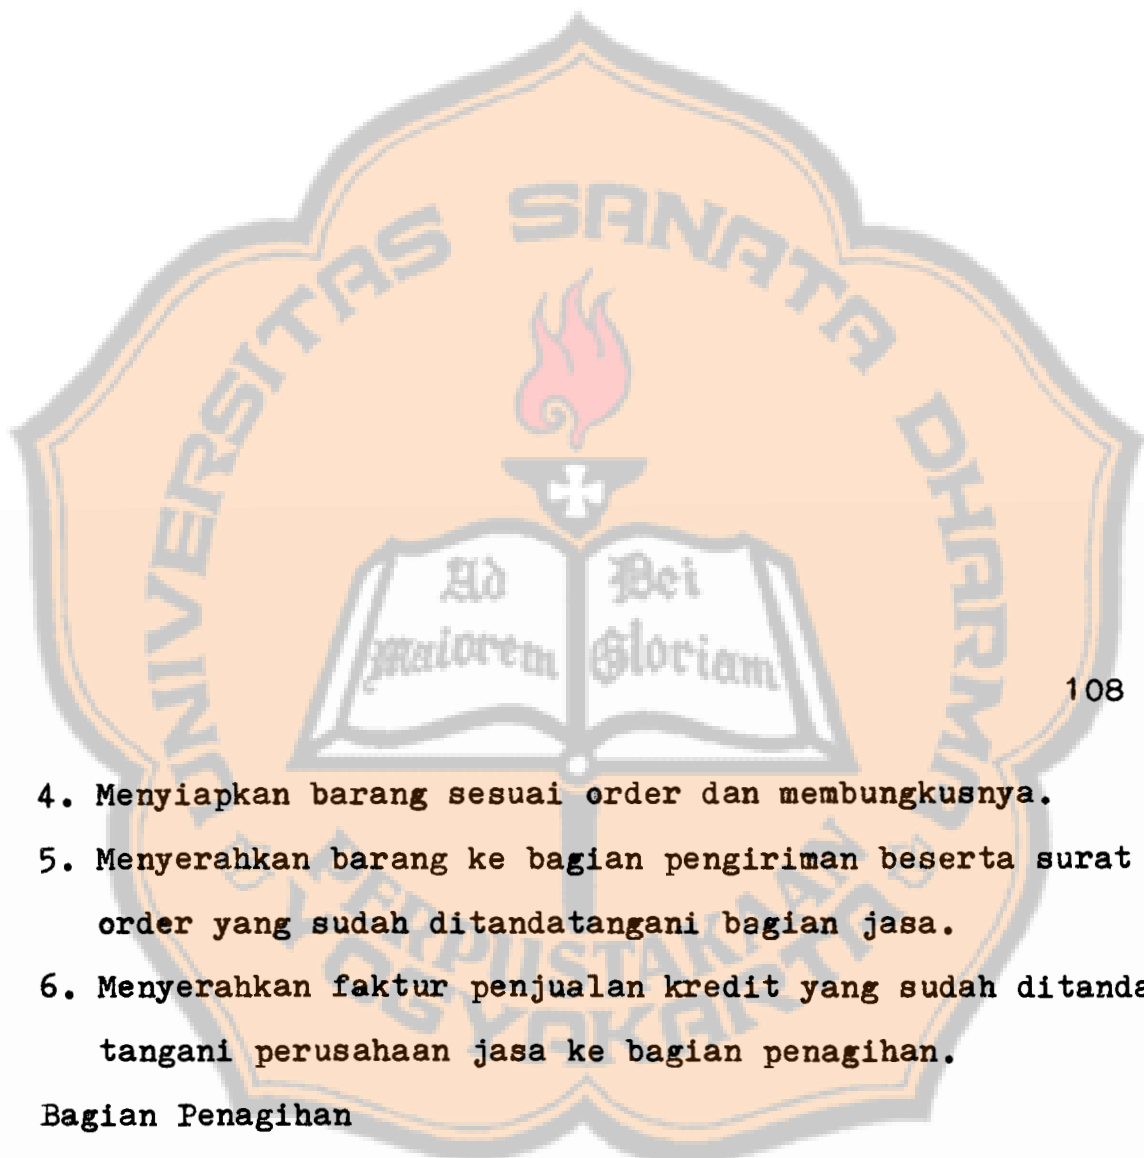 UNIVERSITAS SANATA DHARMA
Ad
Maiorem
Dei
Gloriam
108
4. Menyiapkan barang sesuai order dan membungkusnya.
5. Menyerahkan barang ke bagian pengiriman beserta surat
order yang sudah ditandatangani bagian jasa.
6. Menyerahkan faktur penjualan kredit yang sudah ditanda
tangani perusahaan jasa ke bagian penagihan.
Bagian Penagihan
PERPUSTAKAAN
YOGYAKARTA